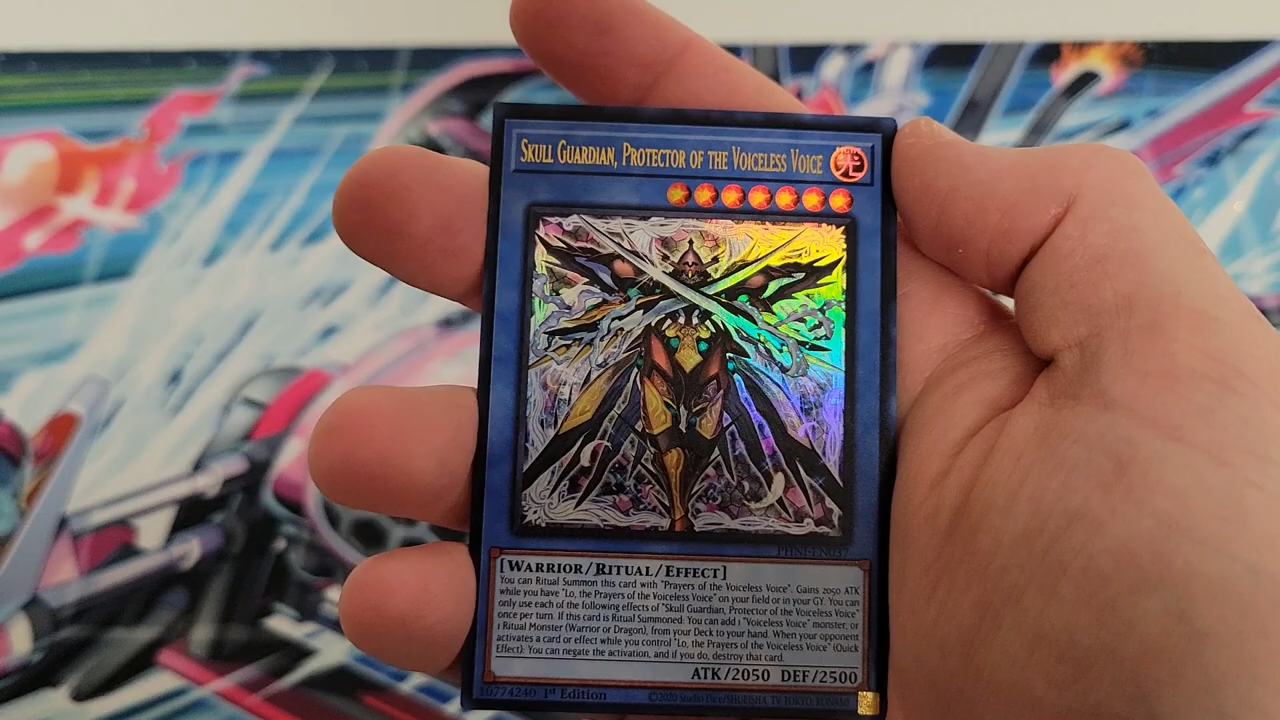 Skull Guardian, Protector of the Voiceless Voice
光
PHNI-EN037
[Warrior/Ritual/Effect]
You can Ritual Summon this card with "Prayers of the Voiceless Voice". Gains 2050 ATK
while you have "Lo, the Prayers of the Voiceless Voice" on your field or in your GY. You can
only use each of the following effects of "Skull Guardian, Protector of the Voiceless Voice"
once per turn. If this card is Ritual Summoned: You can add 1 "Voiceless Voice" monster, or
1 Ritual Monster (Warrior or Dragon), from your Deck to your hand. When your opponent
activates a card or effect while you control "Lo, the Prayers of the Voiceless Voice" (Quick
Effect): You can negate the activation, and if you do, destroy that card.
ATK/2050 DEF/2500
10774240 1st Edition ©2020 Studio Dice/SHUEISHA, TV TOKYO, KONAMI